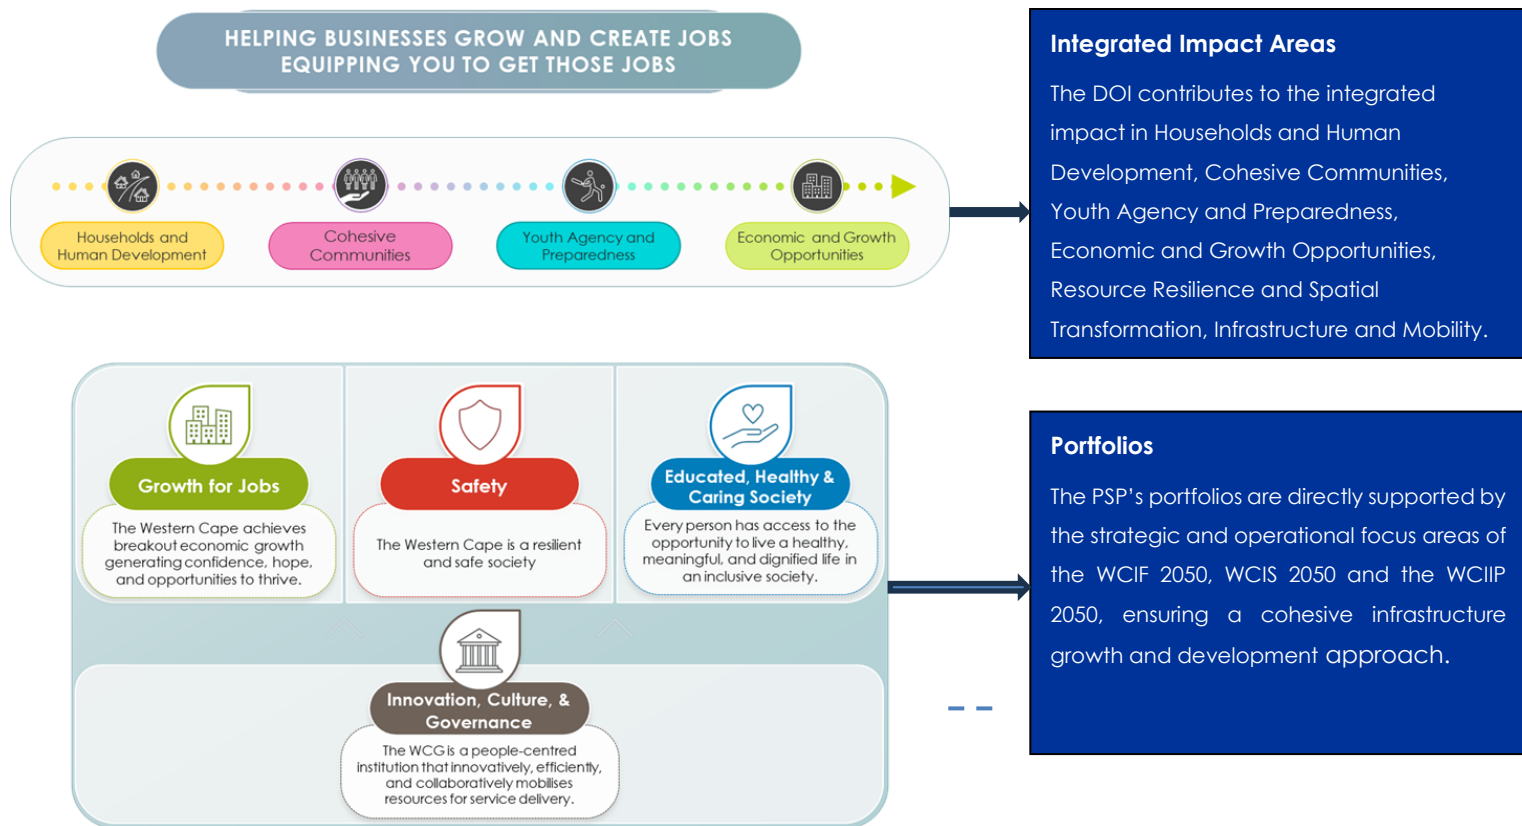 HELPING BUSINESSES GROW AND CREATE JOBS
EQUIPPING YOU TO GET THOSE JOBS
Households and
Human Development
Cohesive
Communities
Youth Agency and
Preparedness
Economic and Growth
Opportunities
Integrated Impact Areas
The DOI contributes to the integrated
impact in Households and Human
Development, Cohesive Communities,
Youth Agency and Preparedness,
Economic and Growth Opportunities,
Resource Resilience and Spatial
Transformation, Infrastructure and Mobility.
Growth for Jobs
The Western Cape achieves
breakout economic growth
generating confidence, hope,
and opportunities to thrive.
Safety
The Western Cape is a resilient
and safe society
Educated, Healthy &
Caring Society
Every person has access to the
opportunity to live a healthy,
meaningful, and dignified life in
an inclusive society.
Innovation, Culture, &
Governance
The WCG is a people-centred
institution that innovatively, efficiently,
and collaboratively mobilises
resources for service delivery.
Portfolios
The PSP's portfolios are directly supported by
the strategic and operational focus areas of
the WCIF 2050, WCIS 2050 and the WCIIP
2050, ensuring a cohesive infrastructure
growth and development approach.